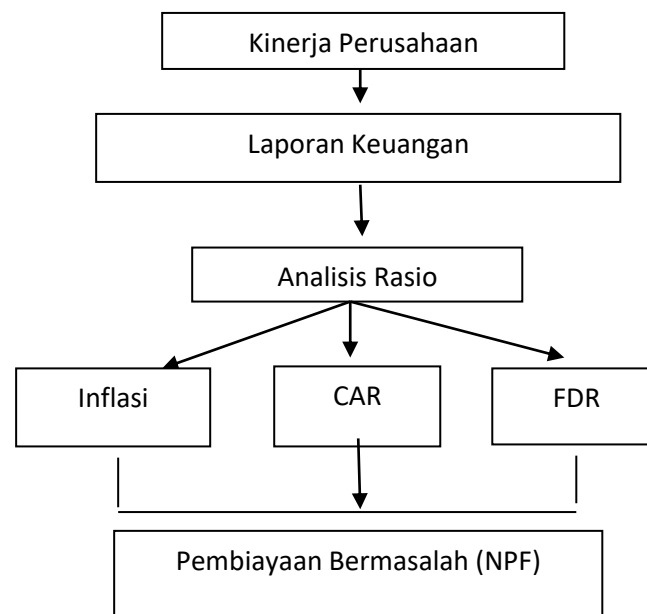 Kinerja Perusahaan
Laporan Keuangan
Analisis Rasio
Inflasi
CAR
FDR
Pembiayaan Bermasalah (NPF)